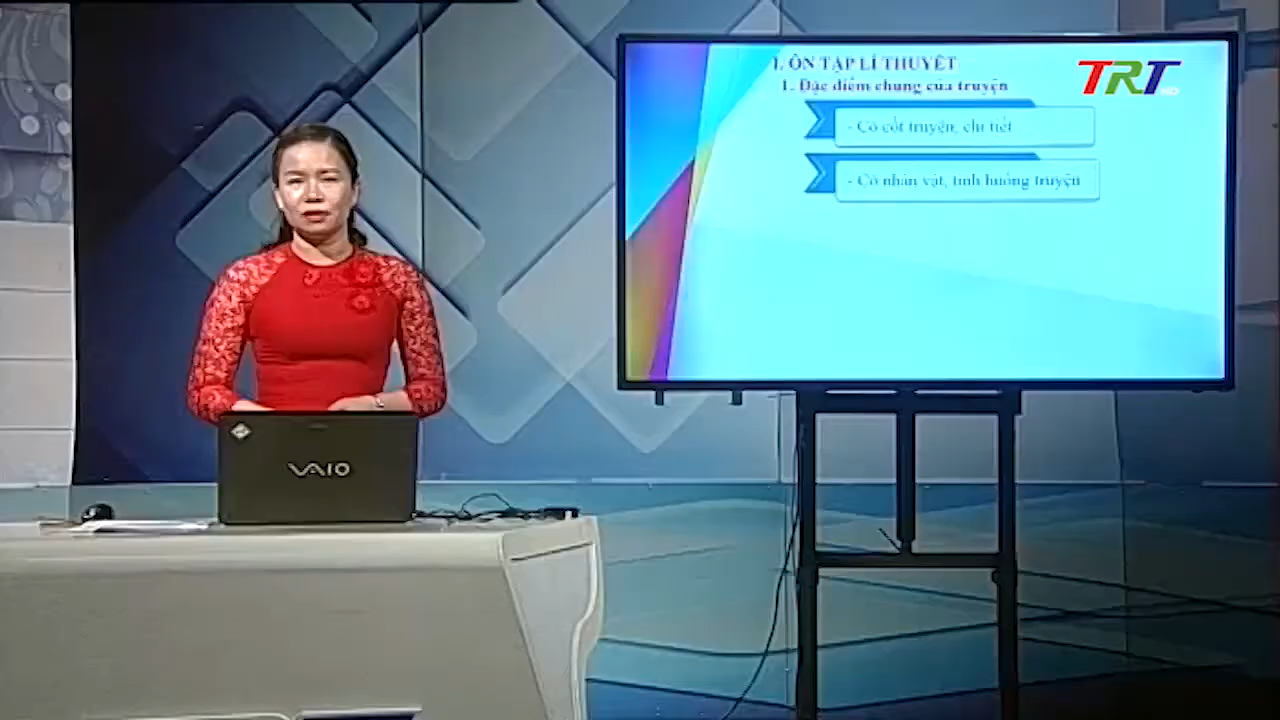 I. ÔN TẬP LÍ THUYẾT
TRT HD
1. Đặc điểm chung của truyện
- Có cốt truyện, chi tiết
- Có nhân vật, tình huống truyện
VAIO